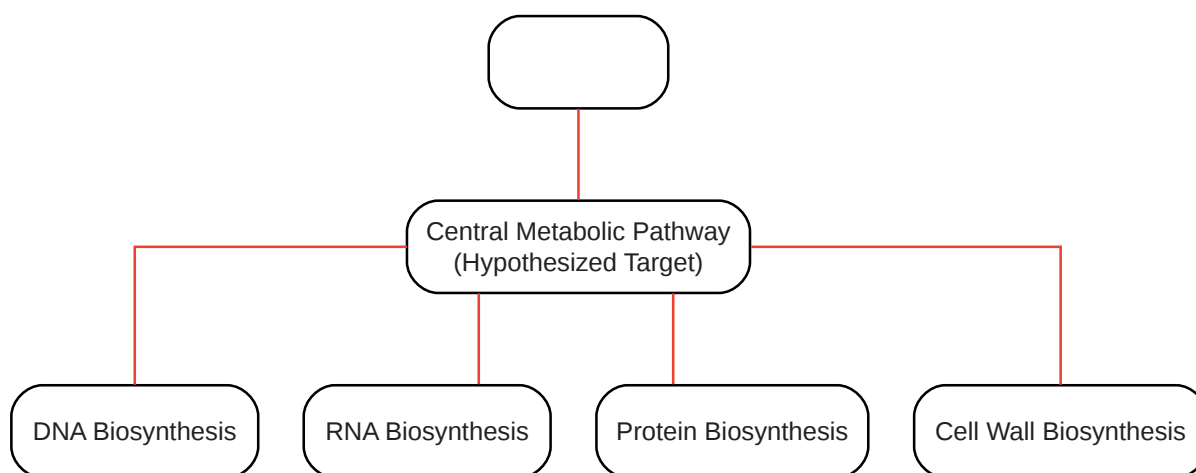 Central Metabolic Pathway
(Hypothesized Target)
DNA Biosynthesis
RNA Biosynthesis
Protein Biosynthesis
Cell Wall Biosynthesis